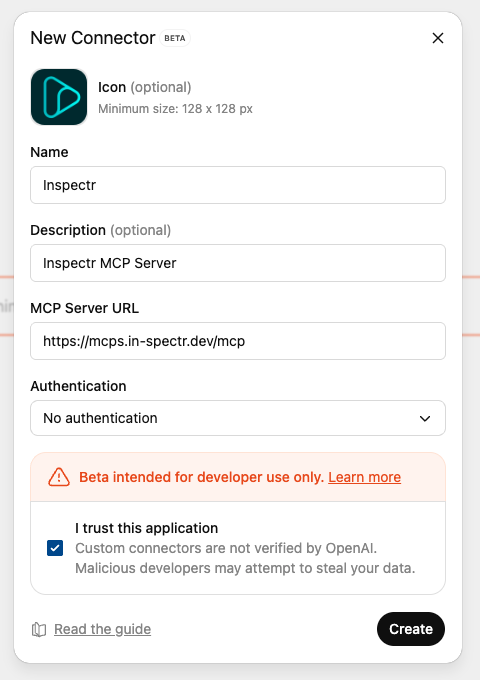 New Connector BETA
Icon (optional)
Minimum size: 128 x 128 px
Name
Inspectr
Description (optional)
Inspectr MCP Server
MCP Server URL
https://mcps.in-spectr.dev/mcp
Authentication
No authentication
Beta intended for developer use only. Learn more
I trust this application
Custom connectors are not verified by OpenAI.
Malicious developers may attempt to steal your data.
Read the guide
Create